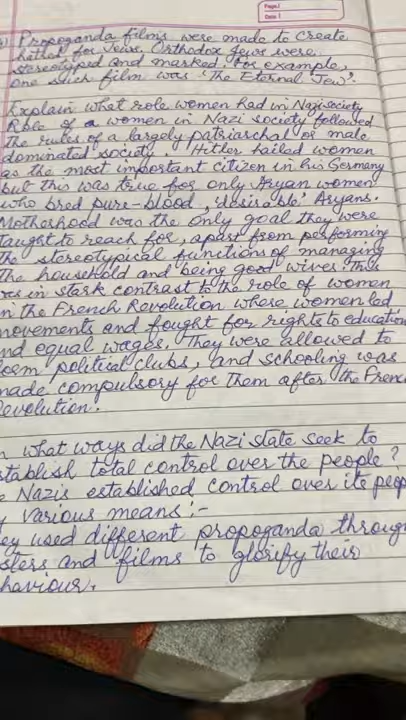 Page:
Date:
Propoganda films were made to create
hatred for Jews. Orthodox Jews were
stereotyped and marked. For example,
one such film was 'The Eternal Jew'.
Explain what role women had in Nazi society
Role of a women in Nazi society followed
the rules of a largely patriarchal or male
dominated society. Hitler hailed women
as the most important citizen in his Germany
but this was true for only Aryan women
who bred pure-blood, 'desirable' Aryans.
Motherhood was the only goal they were
taught to reach for, apart from performing
the stereotypical functions of managing
the household and being good wives. This
was in stark contrast to the role of women
in the French Revolution where women led
movements and fought for rights to education
and equal wages. They were allowed to
form political clubs, and schooling was
made compulsory for them after the French
Revolution.
In what ways did the Nazi state seek to
establish total control over the people?
The Nazis established control over its peop
by various means:-
They used different propoganda through
posters and films to glorify their
behaviour.